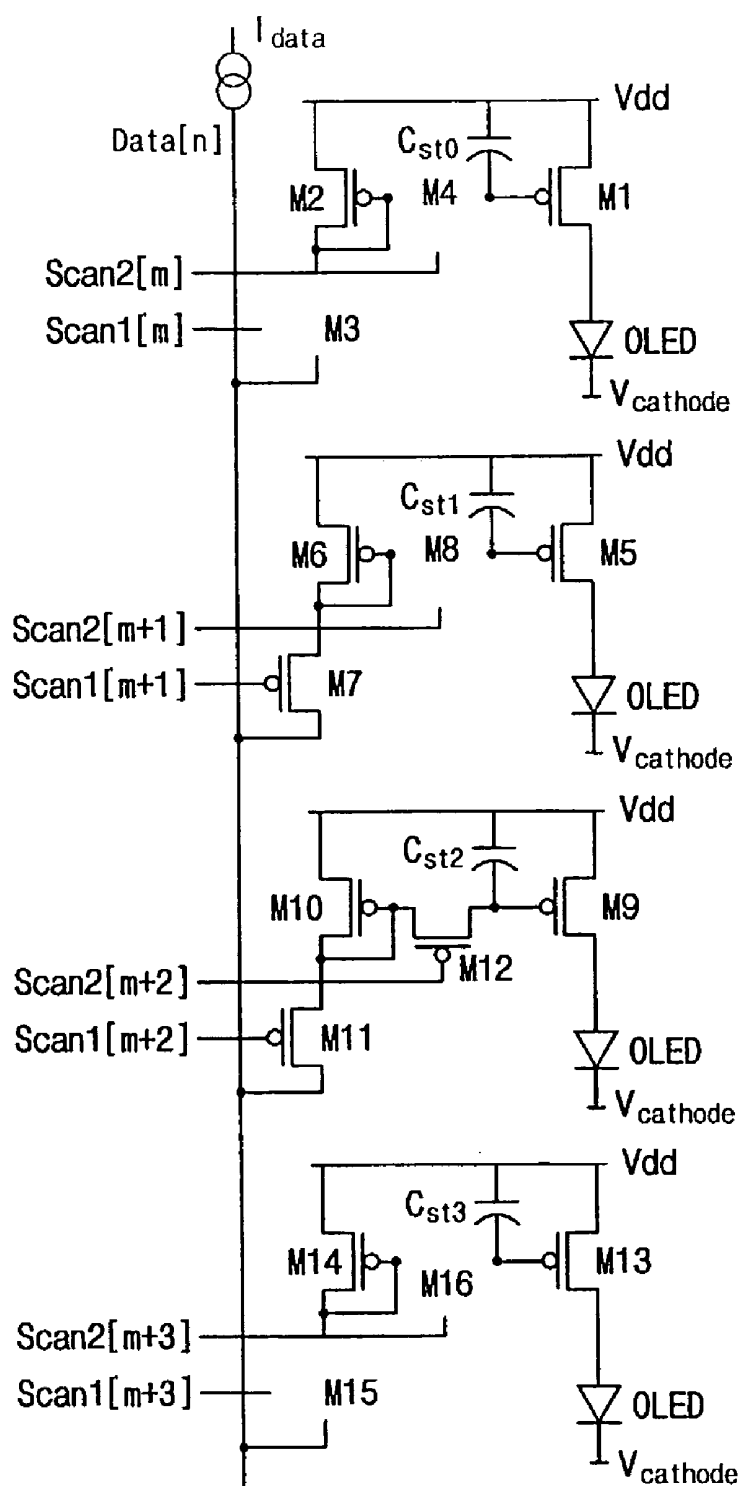 Idata
Data[n]
Vdd
Cst0
M2
M4
M1
Scan2[m]
Scan1[m]
M3
OLED
Vcathode
Vdd
Cst1
M6
M8
M5
Scan2[m+1]
Scan1[m+1]
M7
OLED
Vcathode
Vdd
Cst2
M10
M9
M12
Scan2[m+2]
Scan1[m+2]
M11
OLED
Vcathode
Vdd
Cst3
M14
M16
M13
Scan2[m+3]
Scan1[m+3]
M15
OLED
Vcathode